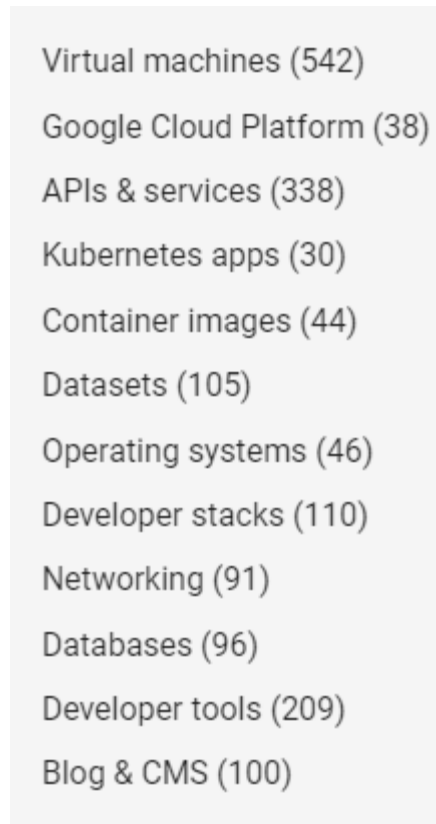 Virtual machines (542)
Google Cloud Platform (38)
APIs & services (338)
Kubernetes apps (30)
Container images (44)
Datasets (105)
Operating systems (46)
Developer stacks (110)
Networking (91)
Databases (96)
Developer tools (209)
Blog & CMS (100)